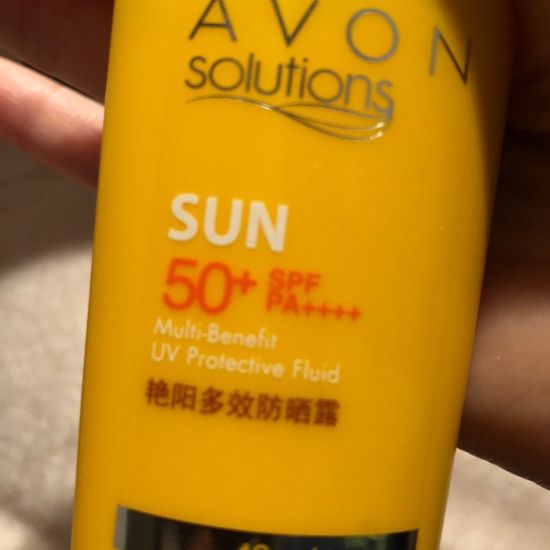 AVON
solutions
SUN
50+ SPF
PA++++
Multi-Benefit
UV Protective Fluid
艳阳多效防晒露